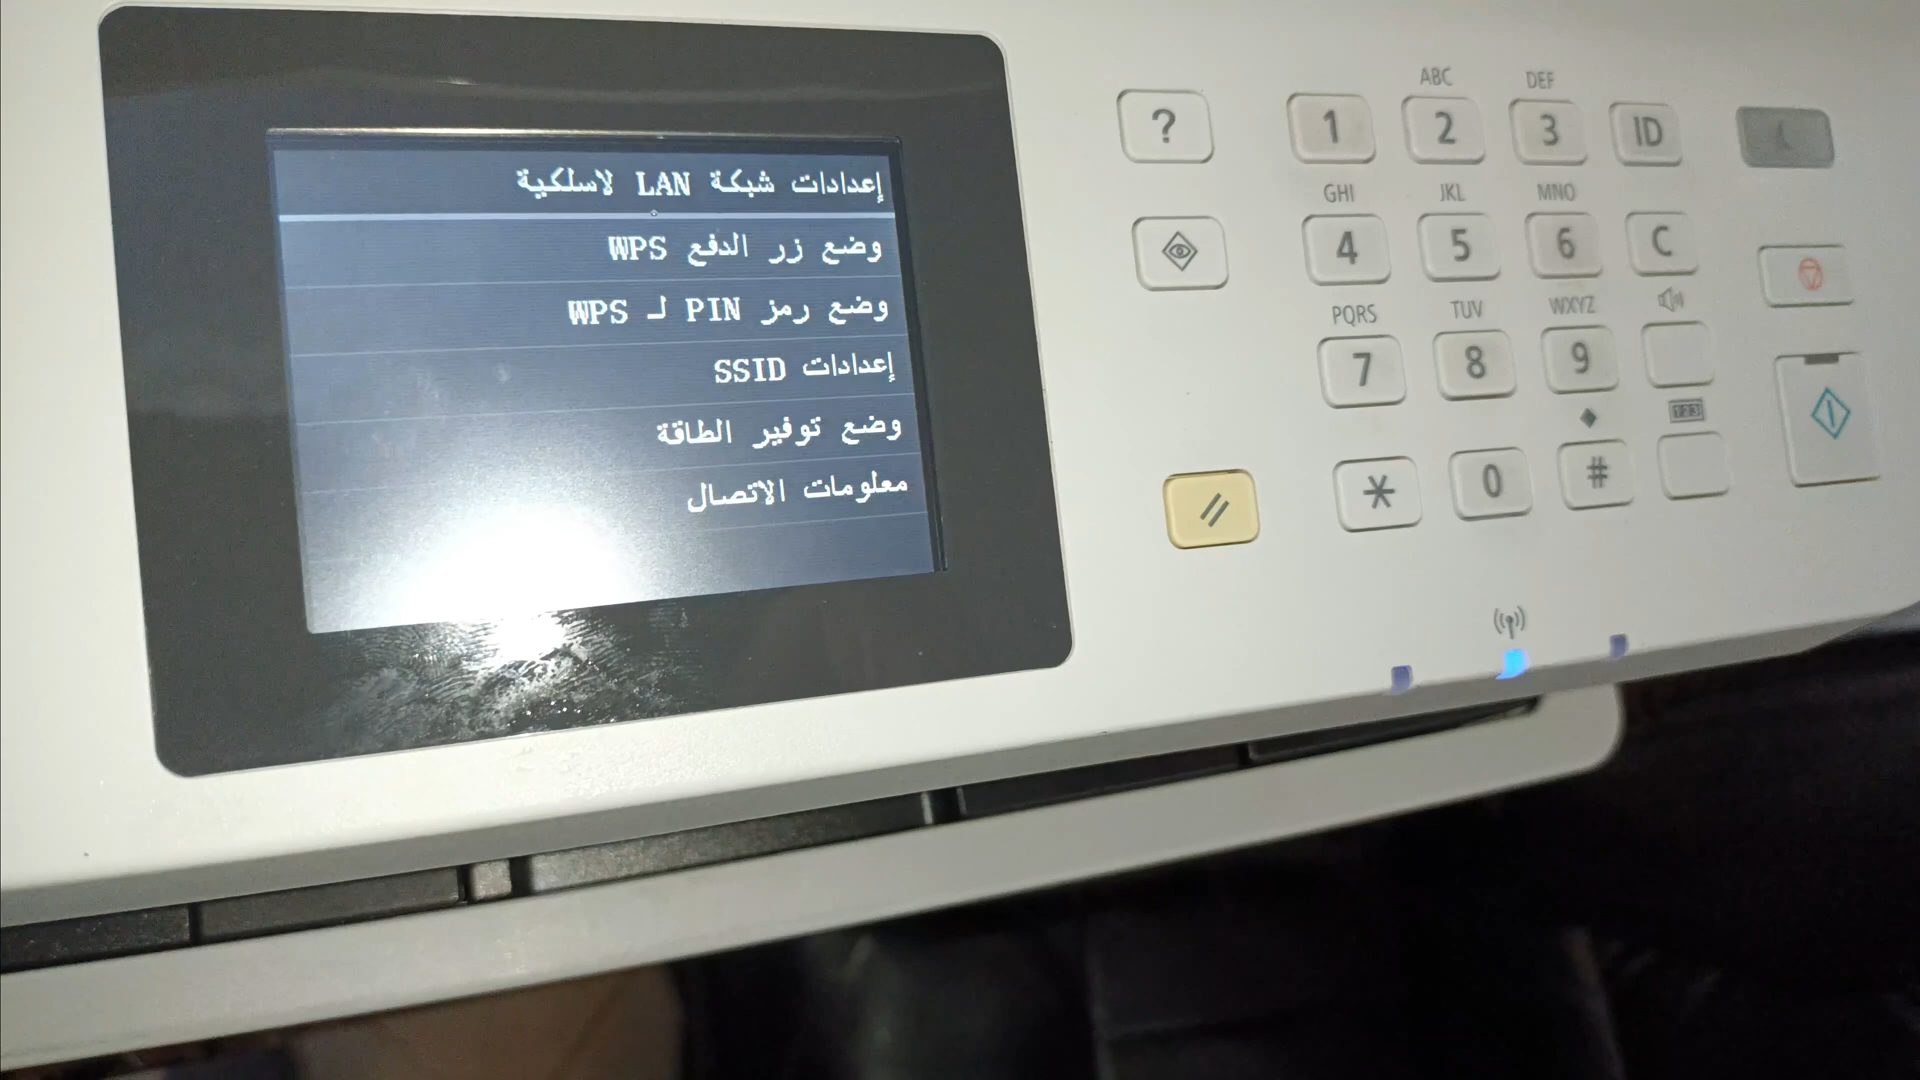 إعدادات شبكة LAN لاسلكية
وضع زر الدفع WPS
وضع رمز PIN لـ WPS
إعدادات SSID
وضع توفير الطاقة
معلومات الاتصال
?
ABC DEF
1 2 3 ID
GHI JKL MNO
4 5 6 C
PQRS TUV WXYZ
7 8 9
123
* 0 #